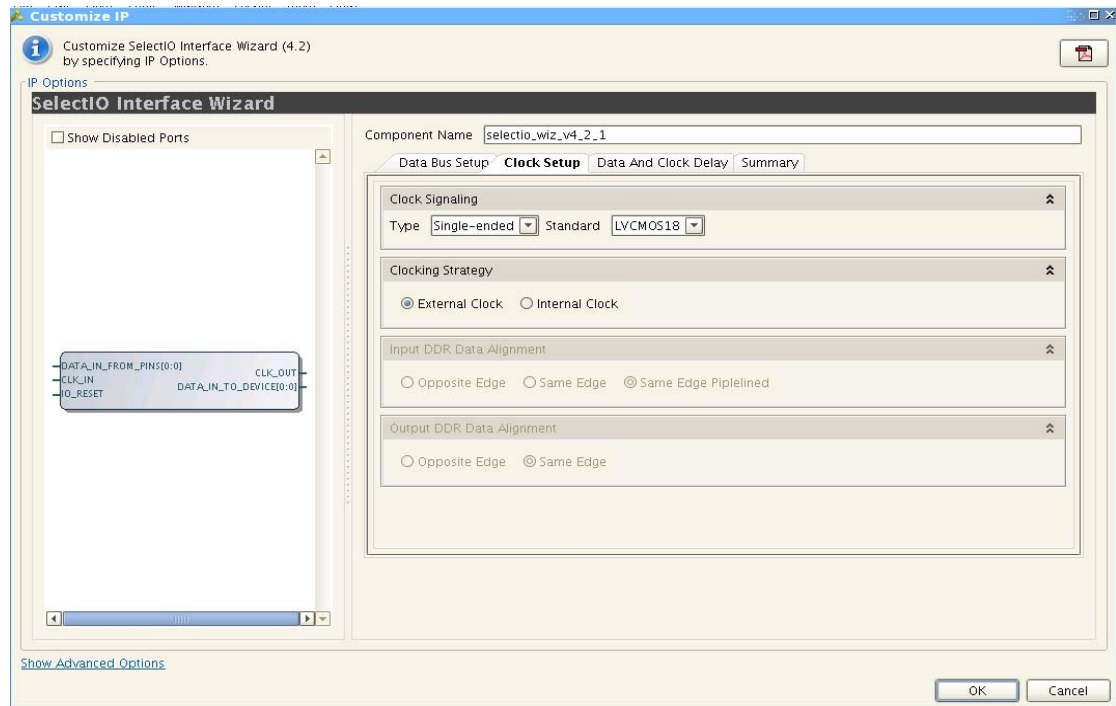 Customize IP
Customize SelectIO Interface Wizard (4.2)
by specifying IP Options.
IP Options
SelectIO Interface Wizard
Show Disabled Ports
Component Name selectio_wiz_v4_2_1
Data Bus Setup Clock Setup Data And Clock Delay Summary
Clock Signaling
Type Single-ended Standard LVCMOS18
Clocking Strategy
External Clock Internal Clock
Input DDR Data Alignment
Opposite Edge Same Edge Same Edge Piplelined
Output DDR Data Alignment
Opposite Edge Same Edge
DATA_IN_FROM_PINS[0:0]
CLK_IN
IO_RESET
CLK_OUT
DATA_IN_TO_DEVICE[0:0]
Show Advanced Options
OK Cancel